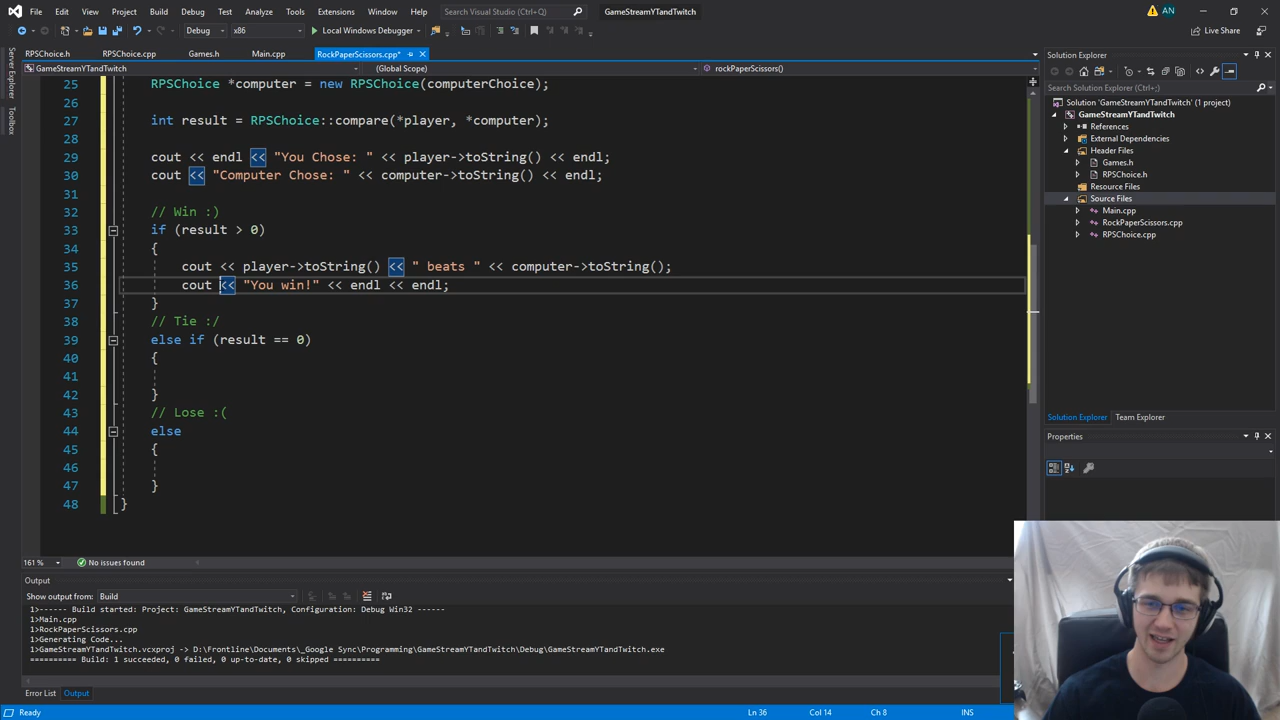 File Edit View Git Project Build Debug Test Analyze Tools Extensions Window Help Search Visual Studio (Ctrl+Q) GameStreamYTandTwitch AN
Debug x86 Local Windows Debugger Live Share
RPSChoice.h RPSChoice.cpp Games.h Main.cpp RockPaperScissors.cpp*
GameStreamYTandTwitch (Global Scope) rockPaperScissors()
Server Explorer
Toolbox
25 RPSChoice *computer = new RPSChoice(computerChoice);
26
27 int result = RPSChoice::compare(*player, *computer);
28
29 cout << endl << "You Chose: " << player->toString() << endl;
30 cout << "Computer Chose: " << computer->toString() << endl;
31
32 // Win :)
33 if (result > 0)
34 {
35 cout << player->toString() << " beats " << computer->toString();
36 cout << "You win!" << endl << endl;
37 }
38 // Tie :/
39 else if (result == 0)
40 {
41
42 }
43 // Lose :(
44 else
45 {
46
47 }
48 }
161 % No issues found
Solution Explorer
Search Solution Explorer (Ctrl+;)
Solution 'GameStreamYTandTwitch' (1 project)
GameStreamYTandTwitch
References
External Dependencies
Header Files
Games.h
RPSChoice.h
Resource Files
Source Files
Main.cpp
RockPaperScissors.cpp
RPSChoice.cpp
Solution Explorer Team Explorer
Properties
Output
Show output from: Build
1>------ Build started: Project: GameStreamYTandTwitch, Configuration: Debug Win32 ------
1>Main.cpp
1>RockPaperScissors.cpp
1>Generating Code...
1>GameStreamYTandTwitch.vcxproj -> D:\Frontline\Documents\_Google Sync\Programming\GameStreamYTandTwitch\Debug\GameStreamYTandTwitch.exe
========== Build: 1 succeeded, 0 failed, 0 up-to-date, 0 skipped ==========
Error List Output
Ready Ln 36 Col 14 Ch 8 INS